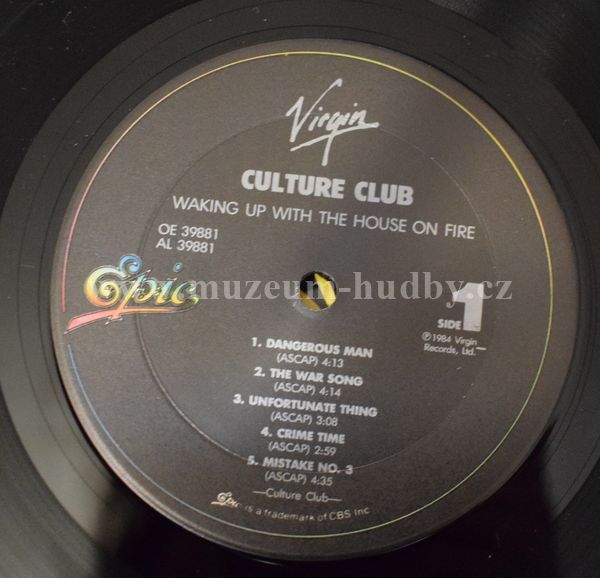 Virgin
CULTURE CLUB
WAKING UP WITH THE HOUSE ON FIRE
OE 39881
AL 39881
Epic
muzeum-hudby.cz
SIDE 1
℗1984 Virgin
Records, Ltd.
1. DANGEROUS MAN
(ASCAP) 4:13
2. THE WAR SONG
(ASCAP) 4:14
3. UNFORTUNATE THING
(ASCAP) 3:08
4. CRIME TIME
(ASCAP) 2:59
5. MISTAKE NO. 3
(ASCAP) 4:35
—Culture Club—
Epic is a trademark of CBS Inc